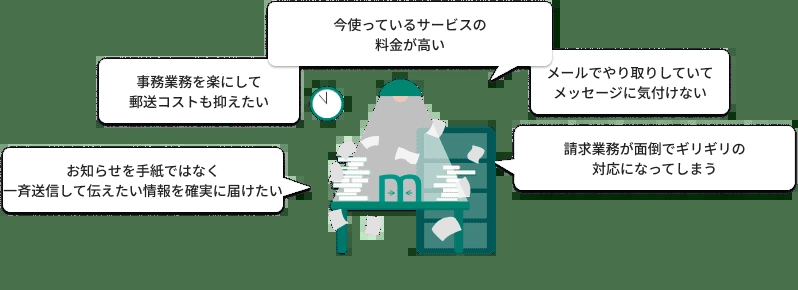 今使っているサービスの
料金が高い
事務業務を楽にして
郵送コストも抑えたい
メールでやり取りしていて
メッセージに気付けない
お知らせを手紙ではなく
一斉送信して伝えたい情報を確実に届けたい
請求業務が面倒でギリギリの
対応になってしまう